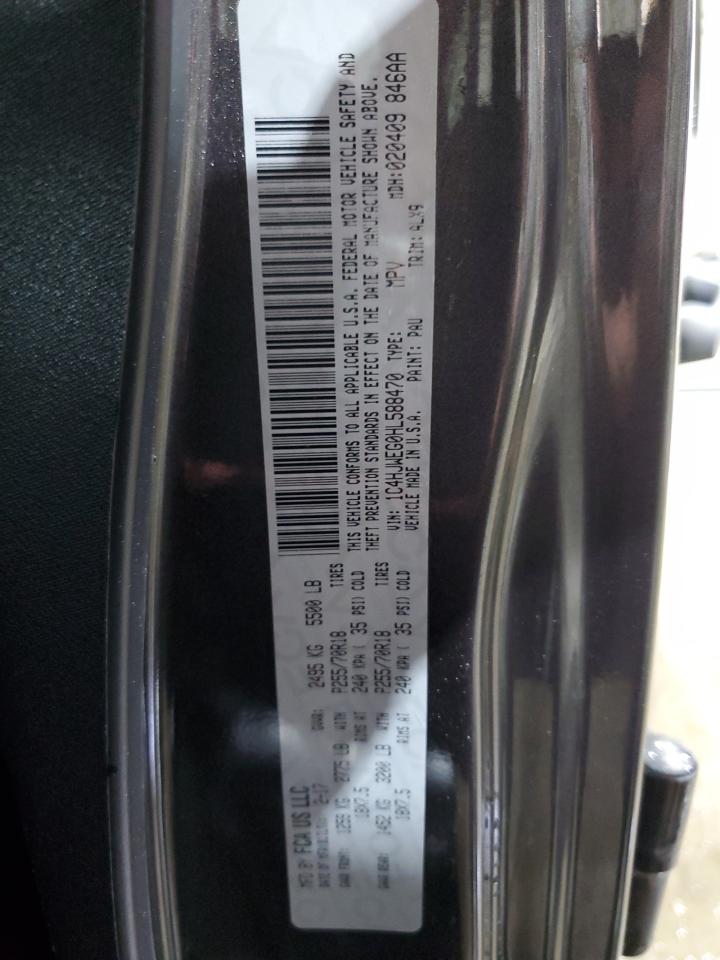 MFD BY FCA US LLC
DATE OF MFR 2-17 GVWR: 2495 KG 5500 LB
GAWR FRONT: 1259 KG 2775 LB WITH P255/70R18 TIRES
18X7.5 RIMS AT 240 KPA ( 35 PSI) COLD
GAWR REAR: 1452 KG 3200 LB WITH P255/70R18 TIRES
18X7.5 RIMS AT 240 KPA ( 35 PSI) COLD
THIS VEHICLE CONFORMS TO ALL APPLICABLE U.S.A. FEDERAL MOTOR VEHICLE SAFETY AND
THEFT PREVENTION STANDARDS IN EFFECT ON THE DATE OF MANUFACTURE SHOWN ABOVE.
VIN: 1C4HJWEG0HL588470 TYPE: MPV MDH:020409 846AA
VEHICLE MADE IN U.S.A. PAINT: PAU TRIM: ALX9